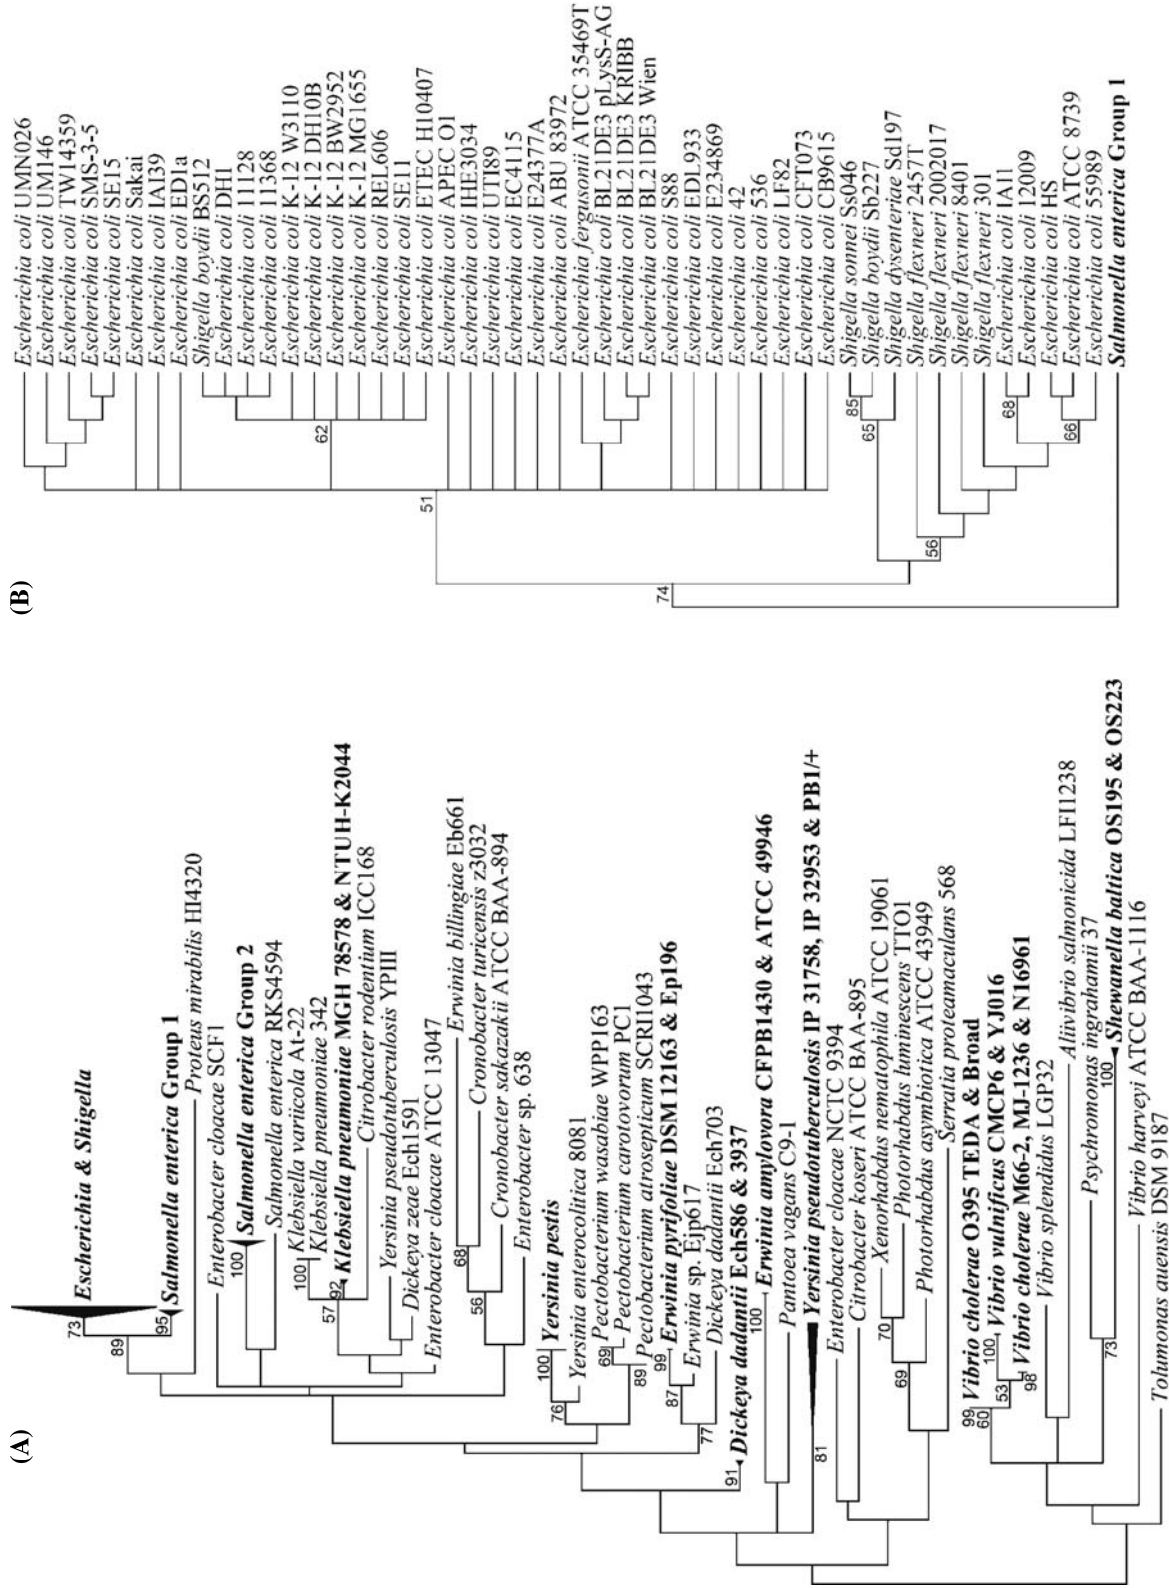 (A)
73
Escherichia & Shigella
89
95
Salmonella enterica Group 1
Proteus mirabilis HI4320
Enterobacter cloacae SCF1
100
Salmonella enterica Group 2
Salmonella enterica RKS4594
100
Klebsiella variicola At-22
Klebsiella pneumoniae 342
57
92
Klebsiella pneumoniae MGH 78578 & NTUH-K2044
Citrobacter rodentium ICC168
Yersinia pseudotuberculosis YPIII
Dickeya zeae Ech1591
Enterobacter cloacae ATCC 13047
Erwinia billingiae Eb661
68
Cronobacter turicensis z3032
56
Cronobacter sakazakii ATCC BAA-894
Enterobacter sp. 638
100
Yersinia pestis
76
Yersinia enterocolitica 8081
69
Pectobacterium wasabiae WPP163
Pectobacterium carotovorum PC1
89
Pectobacterium atrosepticum SCRI1043
99
Erwinia pyrifoliae DSM 12163 & Ep196
87
Erwinia sp. Ejp617
77
Dickeya dadantii Ech703
91
Dickeya dadantii Ech586 & 3937
100
Erwinia amylovora CFPB1430 & ATCC 49946
Pantoea vagans C9-1
81
Yersinia pseudotuberculosis IP 31758, IP 32953 & PB1/+
Enterobacter cloacae NCTC 9394
Citrobacter koseri ATCC BAA-895
70
Xenorhabdus nematophila ATCC 19061
69
Photorhabdus luminescens TTO1
Photorhabdus asymbiotica ATCC 43949
Serratia proteamaculans 568
99
Vibrio cholerae O395 TEDA & Broad
60
100
Vibrio vulnificus CMCP6 & YJ016
53
98
Vibrio cholerae M66-2, MJ-1236 & N16961
Vibrio splendidus LGP32
Aliivibrio salmonicida LFI1238
Psychromonas ingrahamii 37
73
100
Shewanella baltica OS195 & OS223
Vibrio harveyi ATCC BAA-1116
Tolumonas auensis DSM 9187
(B)
Escherichia coli UMN026
Escherichia coli UM146
Escherichia coli TW14359
Escherichia coli SMS-3-5
Escherichia coli SE15
Escherichia coli Sakai
Escherichia coli IAI39
Escherichia coli ED1a
Shigella boydii BS512
Escherichia coli DH1
Escherichia coli 11128
Escherichia coli 11368
62
Escherichia coli K-12 W3110
Escherichia coli K-12 DH10B
Escherichia coli K-12 BW2952
Escherichia coli K-12 MG1655
Escherichia coli REL606
Escherichia coli SE11
Escherichia coli ETEC H10407
51
Escherichia coli APEC O1
Escherichia coli IHE3034
Escherichia coli UTI89
Escherichia coli EC4115
Escherichia coli E24377A
Escherichia coli ABU 83972
Escherichia fergusonii ATCC 35469T
Escherichia coli BL21DE3 pLysS-AG
Escherichia coli BL21DE3 KRIBB
Escherichia coli BL21DE3 Wien
Escherichia coli S88
Escherichia coli EDL933
Escherichia coli E234869
Escherichia coli 42
Escherichia coli 536
Escherichia coli LF82
Escherichia coli CFT073
Escherichia coli CB9615
74
85
Shigella sonnei Ss046
65
Shigella boydii Sb227
Shigella dysenteriae Sd197
Shigella flexneri 2457T
56
Shigella flexneri 2002017
Shigella flexneri 8401
Shigella flexneri 301
68
Escherichia coli IAI1
Escherichia coli 12009
Escherichia coli HS
66
Escherichia coli ATCC 8739
Escherichia coli 55989
Salmonella enterica Group 1